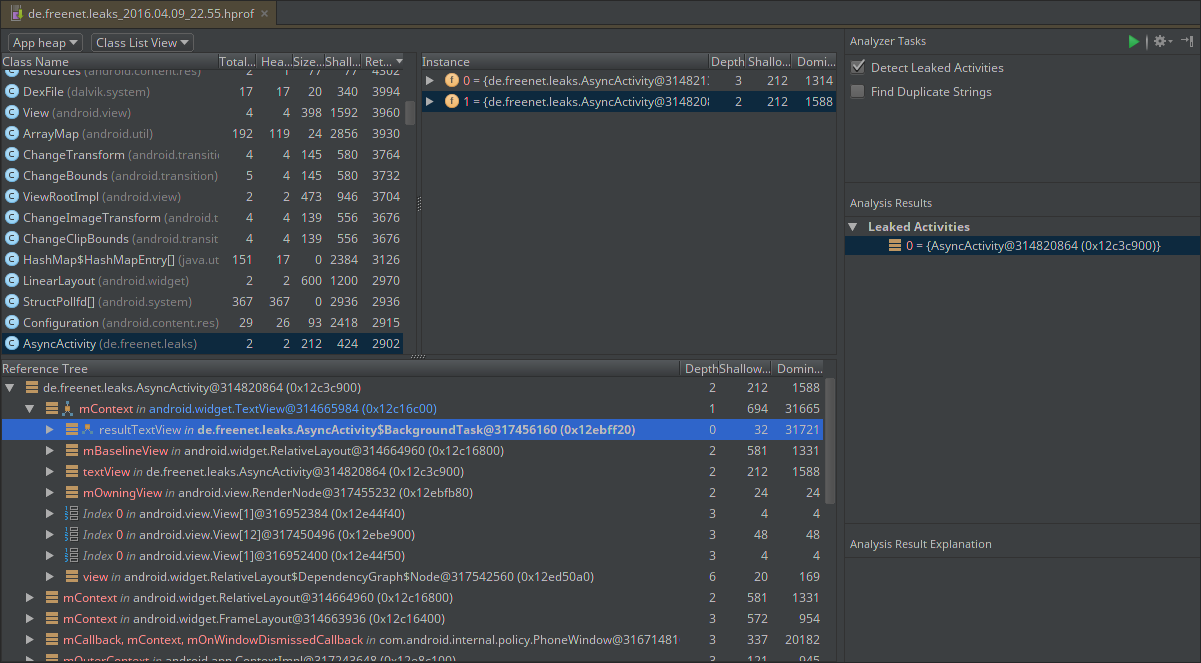 de.freenet.leaks_2016.04.09_22.55.hprof ×
App heap Class List View
Class Name Total... Hea... Size... Shall... Ret...
Resources (android.content.res) 2 1 77 77 4302
DexFile (dalvik.system) 17 17 20 340 3994
View (android.view) 4 4 398 1592 3960
ArrayMap (android.util) 192 119 24 2856 3930
ChangeTransform (android.transiti 4 4 145 580 3764
ChangeBounds (android.transition) 5 4 145 580 3732
ViewRootImpl (android.view) 2 2 473 946 3704
ChangeImageTransform (android.t 4 4 139 556 3676
ChangeClipBounds (android.transit 4 4 139 556 3676
HashMap$HashMapEntry[] (java.ut 151 17 0 2384 3126
LinearLayout (android.widget) 2 2 600 1200 2970
StructPollfd[] (android.system) 367 367 0 2936 2936
Configuration (android.content.res) 29 26 93 2418 2915
AsyncActivity (de.freenet.leaks) 2 2 212 424 2902
Instance Depth Shallo... Domi...
0 = {de.freenet.leaks.AsyncActivity@314821 3 212 1314
1 = {de.freenet.leaks.AsyncActivity@314820 2 212 1588
Analyzer Tasks
Detect Leaked Activities
Find Duplicate Strings
Analysis Results
Leaked Activities
0 = {AsyncActivity@314820864 (0x12c3c900)}
Analysis Result Explanation
Reference Tree Depth Shallow... Domin...
de.freenet.leaks.AsyncActivity@314820864 (0x12c3c900) 2 212 1588
mContext in android.widget.TextView@314665984 (0x12c16c00) 1 694 31665
resultTextView in de.freenet.leaks.AsyncActivity$BackgroundTask@317456160 (0x12ebff20) 0 32 31721
mBaselineView in android.widget.RelativeLayout@314664960 (0x12c16800) 2 581 1331
textView in de.freenet.leaks.AsyncActivity@314820864 (0x12c3c900) 2 212 1588
mOwningView in android.view.RenderNode@317455232 (0x12ebfb80) 2 24 24
Index 0 in android.view.View[1]@316952384 (0x12e44f40) 3 4 4
Index 0 in android.view.View[12]@317450496 (0x12ebe900) 3 48 48
Index 0 in android.view.View[1]@316952400 (0x12e44f50) 3 4 4
view in android.widget.RelativeLayout$DependencyGraph$Node@317542560 (0x12ed50a0) 6 20 169
mContext in android.widget.RelativeLayout@314664960 (0x12c16800) 2 581 1331
mContext in android.widget.FrameLayout@314663936 (0x12c16400) 3 572 954
mCallback, mContext, mOnWindowDismissedCallback in com.android.internal.policy.PhoneWindow@31671481 3 337 20182
mOuterContext in android.app.ContextImpl@317243648 (0x12e8c100) 3 121 945